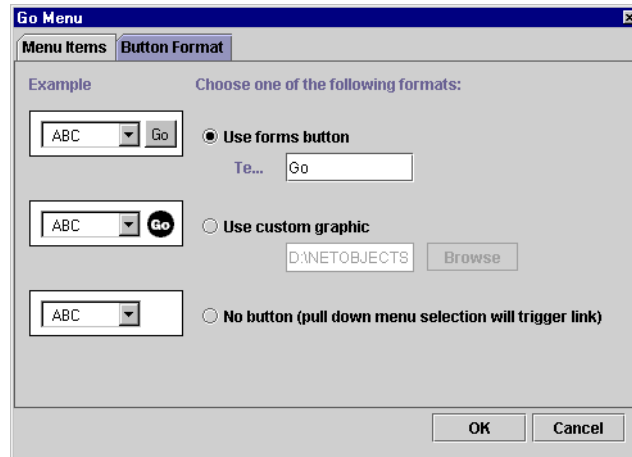 Go Menu
Menu Items Button Format
Example Choose one of the following formats:
ABC Go Use forms button
Te... Go
ABC Go Use custom graphic
D:\NETOBJECTS Browse
ABC No button (pull down menu selection will trigger link)
OK Cancel